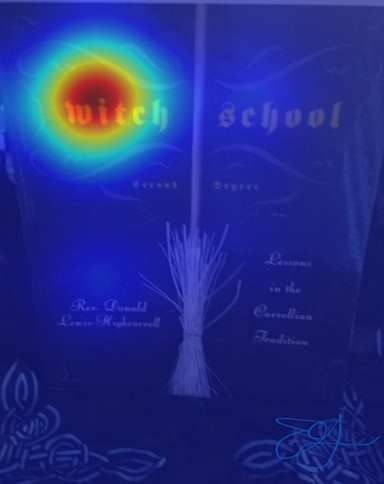 witch school
Second Degree
Lessons
in the
Correllian
Tradition
Rev. Donald
Lewis-Highcorrell